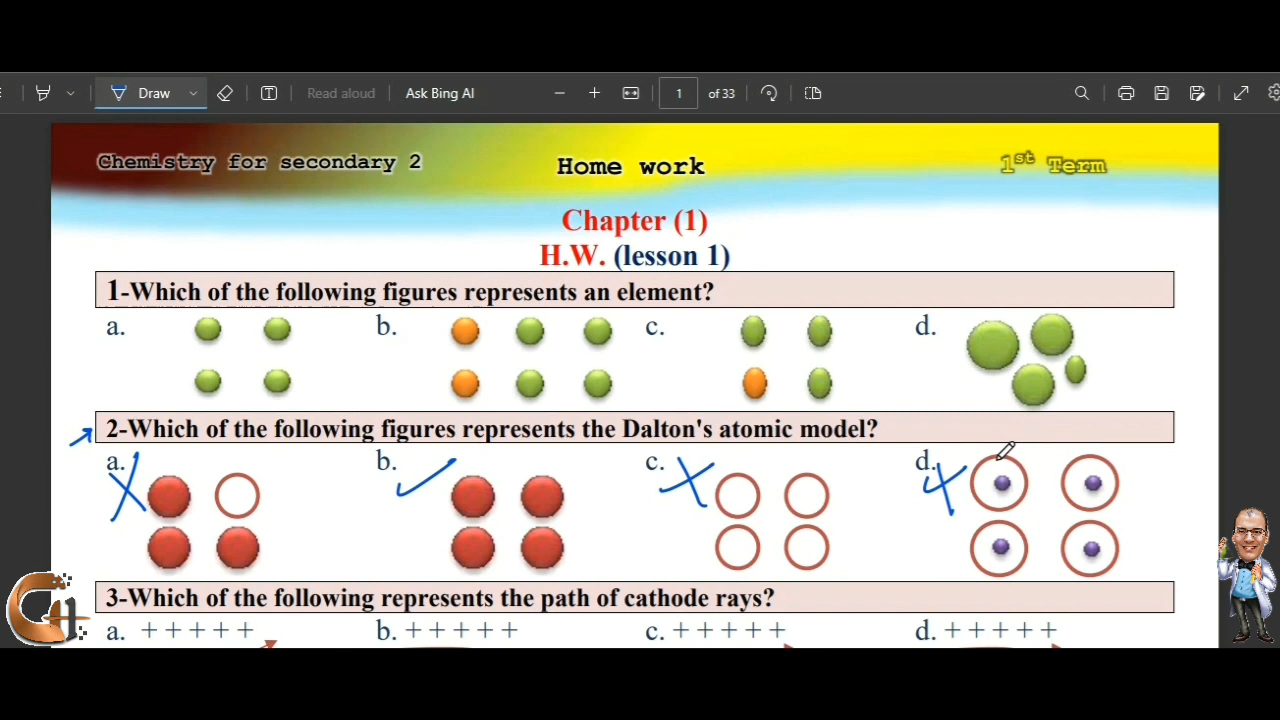 Draw
Read aloud
Ask Bing AI
1
of 33
Chemistry for secondary 2
Home work
1st Term
Chapter (1)
H.W. (lesson 1)
1-Which of the following figures represents an element?
a.
b.
c.
d.
2-Which of the following figures represents the Dalton's atomic model?
a.
b.
c.
d.
3-Which of the following represents the path of cathode rays?
a. +++++
b. +++++
c. +++++
d. +++++